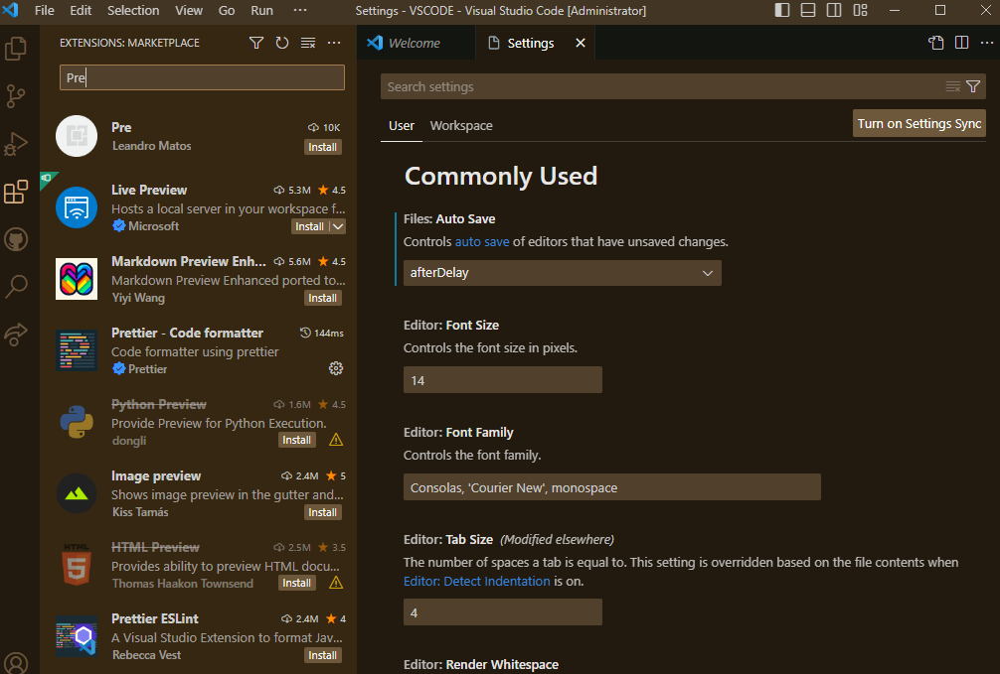 File Edit Selection View Go Run ··· Settings - VSCODE - Visual Studio Code [Administrator]
EXTENSIONS: MARKETPLACE
Pre
Pre 10K
Leandro Matos Install
Live Preview 5.3M ★ 4.5
Hosts a local server in your workspace f...
Microsoft Install
Markdown Preview Enh... 5.6M ★ 4.5
Markdown Preview Enhanced ported to...
Yiyi Wang Install
Prettier - Code formatter 144ms
Code formatter using prettier
Prettier
Python Preview 1.6M ★ 4.5
Provide Preview for Python Execution.
dongli Install
Image preview 2.4M ★ 5
Shows image preview in the gutter and...
Kiss Tamás Install
HTML
HTML Preview 2.5M ★ 3.5
Provides ability to preview HTML docu...
Thomas Haakon Townsend Install
Prettier ESLint 2.4M ★ 4
A Visual Studio Extension to format Jav...
Rebecca Vest Install
Welcome Settings
Search settings
User Workspace Turn on Settings Sync
Commonly Used
Files: Auto Save
Controls auto save of editors that have unsaved changes.
afterDelay
Editor: Font Size
Controls the font size in pixels.
14
Editor: Font Family
Controls the font family.
Consolas, 'Courier New', monospace
Editor: Tab Size (Modified elsewhere)
The number of spaces a tab is equal to. This setting is overridden based on the file contents when
Editor: Detect Indentation is on.
4
Editor: Render Whitespace